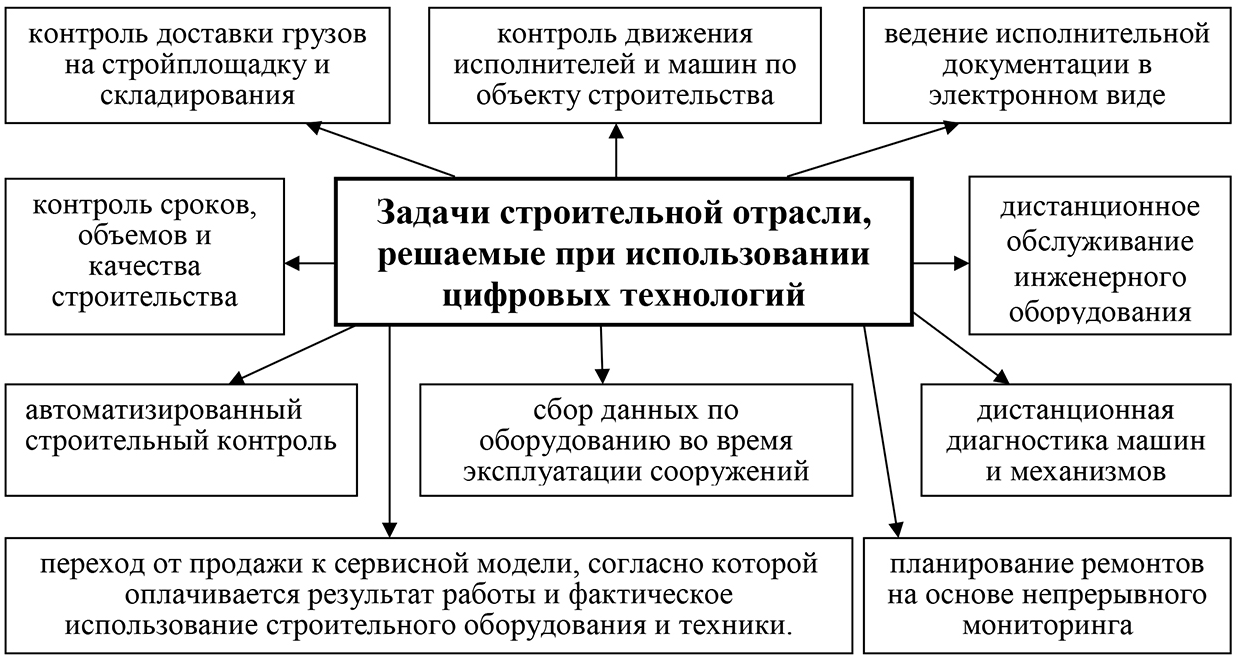 контроль доставки грузов
на стройплощадку и
складирования
контроль движения
исполнителей и машин по
объекту строительства
ведение исполнительной
документации в
электронном виде
контроль сроков,
объемов и
качества
строительства
Задачи строительной отрасли,
решаемые при использовании
цифровых технологий
дистанционное
обслуживание
инженерного
оборудования
автоматизированный
строительный контроль
сбор данных по
оборудованию во время
эксплуатации сооружений
дистанционная
диагностика машин
и механизмов
переход от продажи к сервисной модели, согласно которой
оплачивается результат работы и фактическое
использование строительного оборудования и техники.
планирование ремонтов
на основе непрерывного
мониторинга